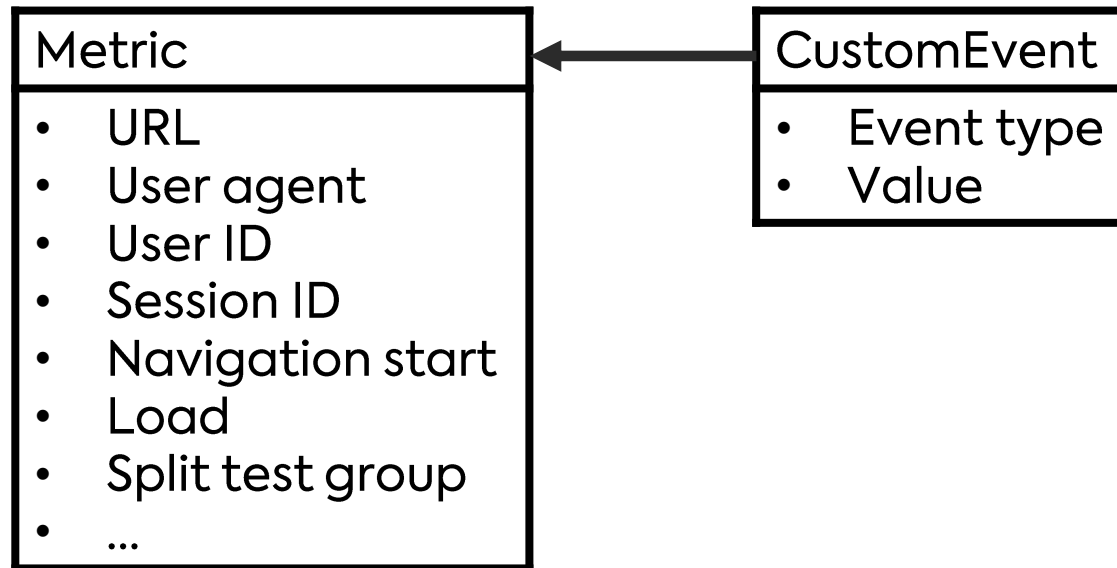 Metric
• URL
• User agent
• User ID
• Session ID
• Navigation start
• Load
• Split test group
• ...
CustomEvent
• Event type
• Value